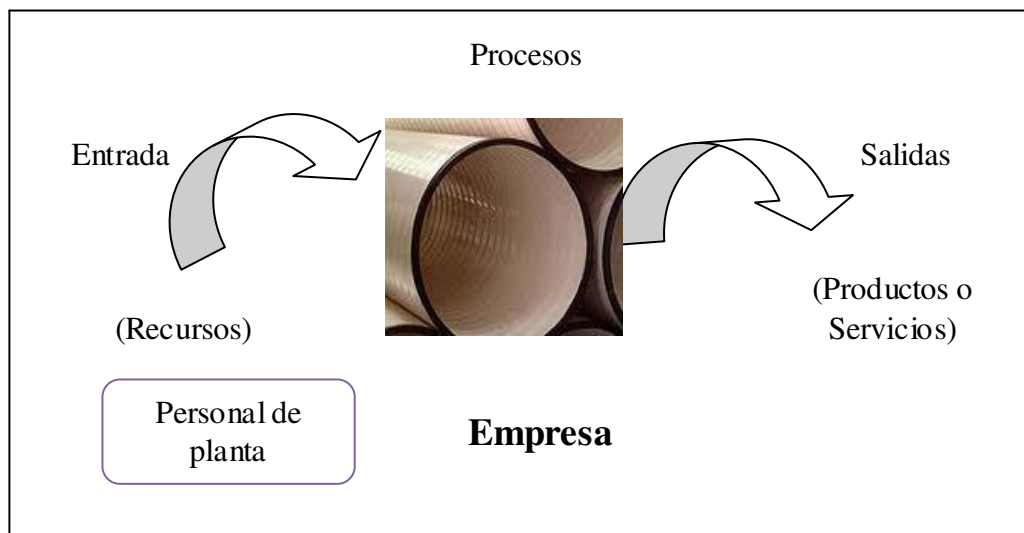 Procesos
Entrada
Salidas
(Recursos)
(Productos o
Servicios)
Personal de
planta
Empresa